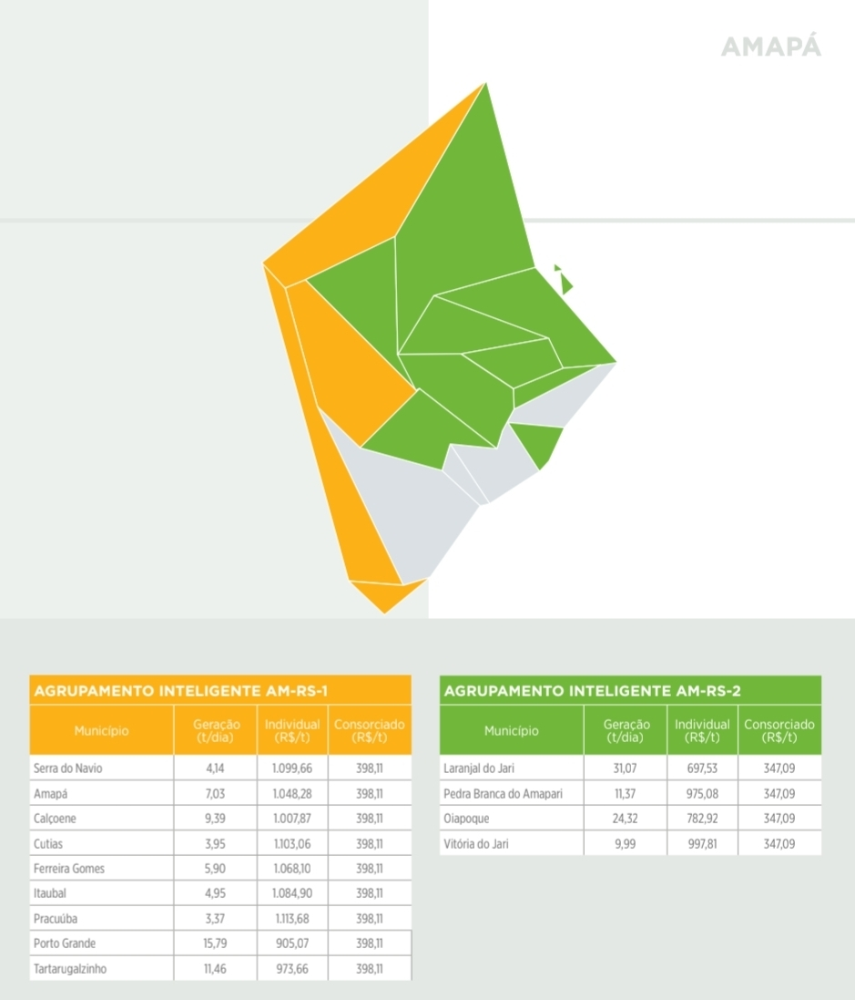 AMAPÁ
AGRUPAMENTO INTELIGENTE AM-RS-1
Município Geração (t/dia) Individual (R$/t) Consorciado (R$/t)
Serra do Navio 4,14 1.099,66 398,11
Amapá 7,03 1.048,28 398,11
Calçoene 9,39 1.007,87 398,11
Cutias 3,95 1.103,06 398,11
Ferreira Gomes 5,90 1.068,10 398,11
Itaubal 4,95 1.084,90 398,11
Pracuúba 3,37 1.113,68 398,11
Porto Grande 15,79 905,07 398,11
Tartarugalzinho 11,46 973,66 398,11
AGRUPAMENTO INTELIGENTE AM-RS-2
Município Geração (t/dia) Individual (R$/t) Consorciado (R$/t)
Laranjal do Jari 31,07 697,53 347,09
Pedra Branca do Amapari 11,37 975,08 347,09
Oiapoque 24,32 782,92 347,09
Vitória do Jari 9,99 997,81 347,09